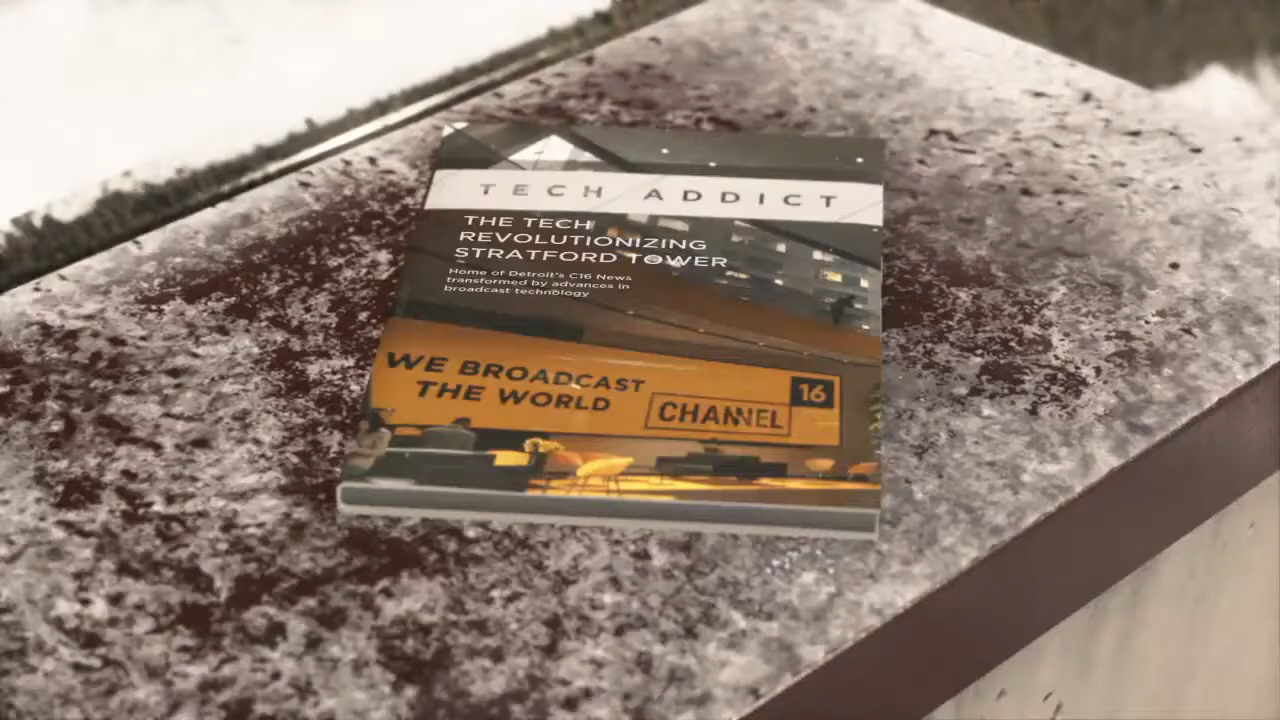 TECH ADDICT
THE TECH
REVOLUTIONIZING
STRATFORD TOWER
Home of Detroit's C16 News
transformed by advances in
broadcast technology
WE BROADCAST
THE WORLD
CHANNEL
16